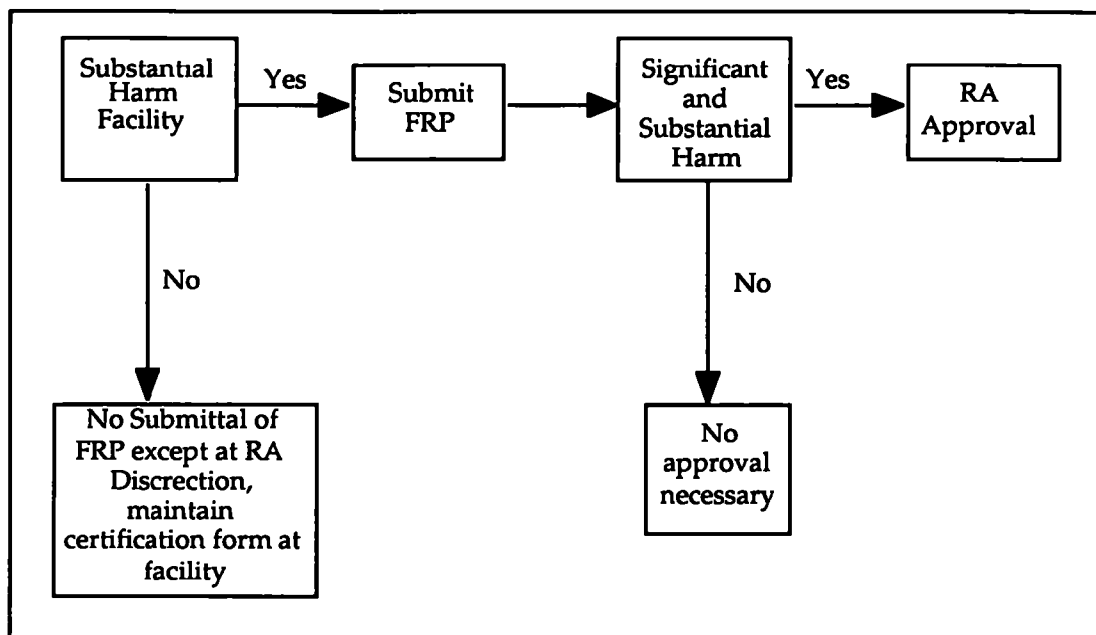 Substantial
Harm
Facility
Yes
Submit
FRP
Significant
and
Substantial
Harm
Yes
RA
Approval
No
No
No Submittal of
FRP except at RA
Discrection,
maintain
certification form at
facility
No
approval
necessary